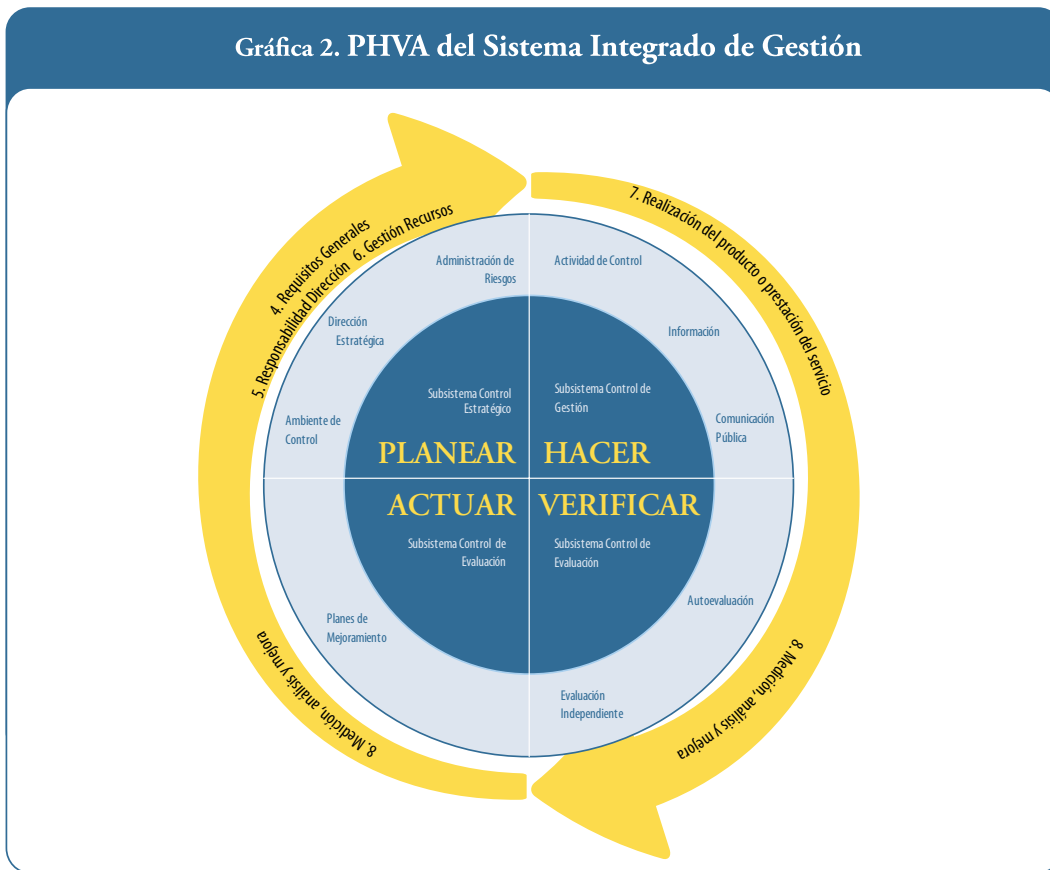 Gráfica 2. PHVA del Sistema Integrado de Gestión
4. Requisitos Generales
5. Responsabilidad Dirección 6. Gestión Recursos
7. Realización del producto o prestación del servicio
Administración de
Riesgos
Dirección
Estratégica
Ambiente de
Control
Actividad de Control
Información
Comunicación
Pública
Subsistema Control
Estratégico
PLANEAR
Subsistema Control de
Gestión
HACER
ACTUAR
Subsistema Control de
Evaluación
VERIFICAR
Subsistema Control de
Evaluación
Planes de
Mejoramiento
Autoevaluación
Evaluación
Independiente
8. Medición, análisis y mejora
8. Medición, análisis y mejora